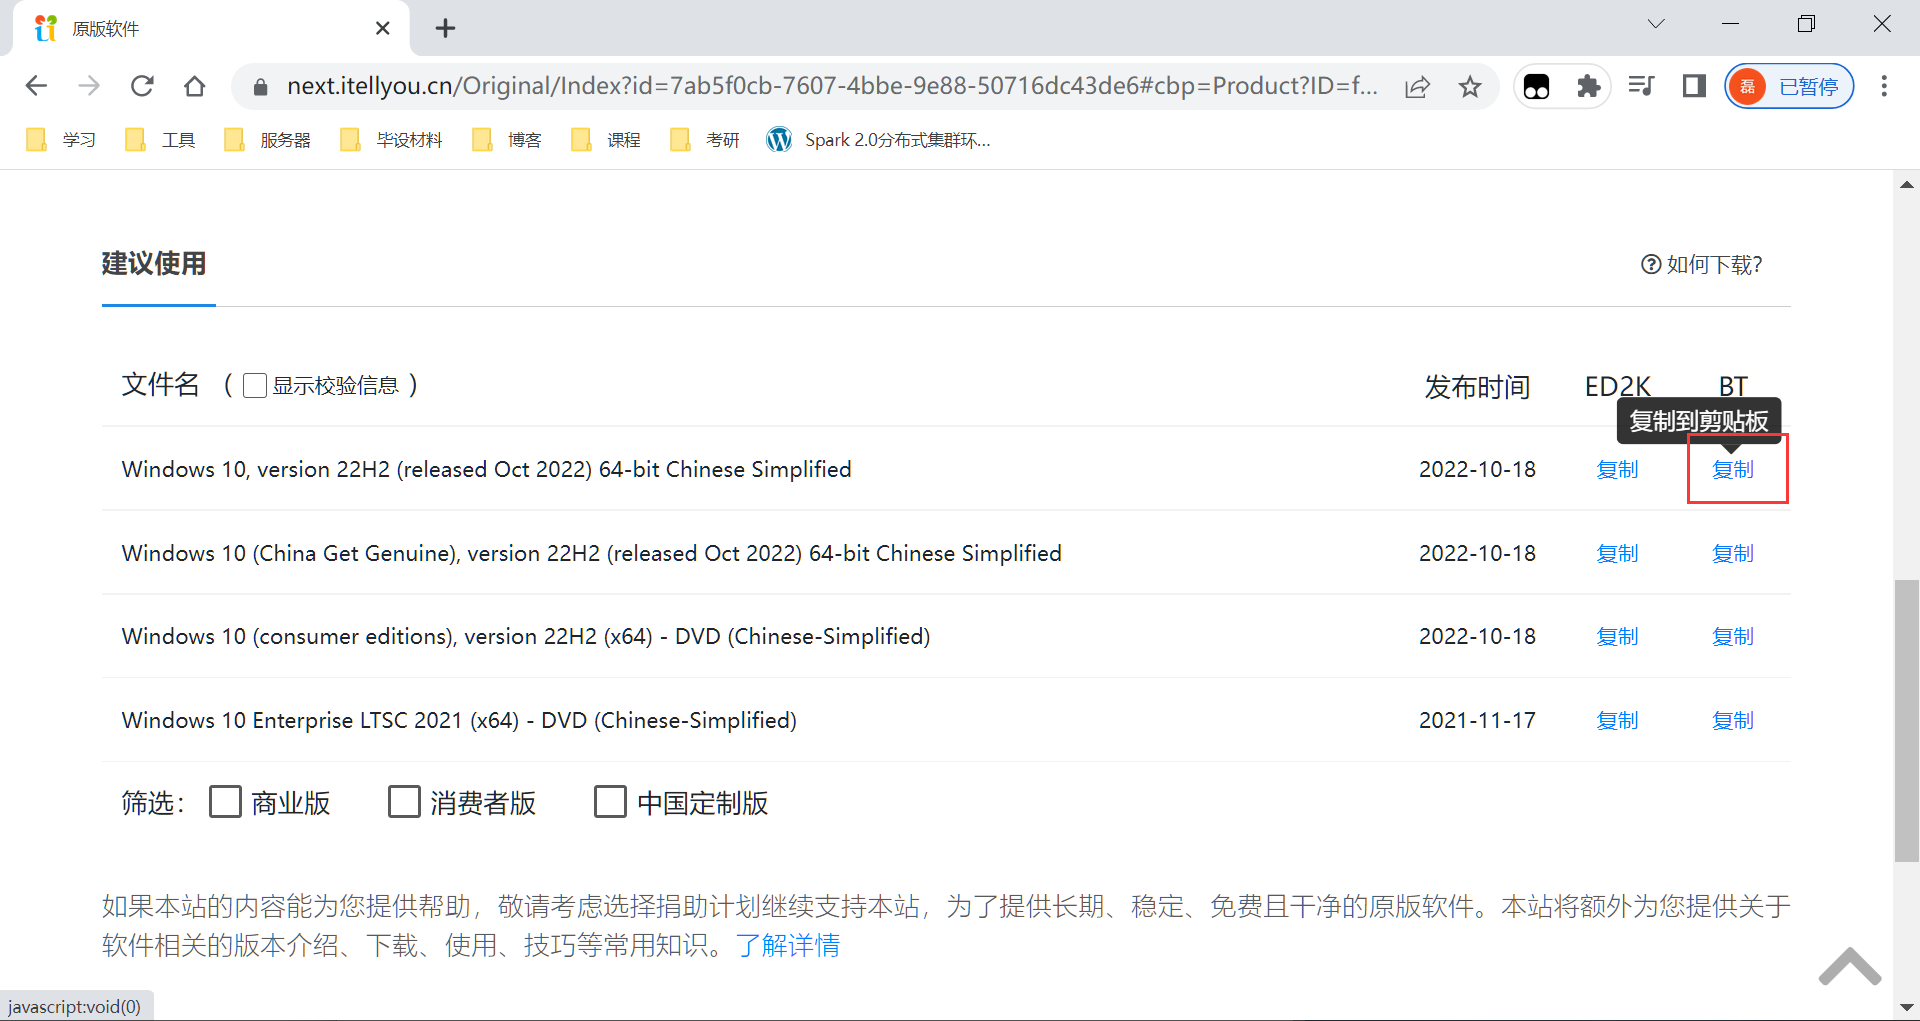 原版软件
next.itellyou.cn/Original/Index?id=7ab5f0cb-7607-4bbe-9e88-50716dc43de6#cbp=Product?ID=f...
磊 已暂停
学习 工具 服务器 毕设材料 博客 课程 考研 Spark 2.0分布式集群环...
建议使用
如何下载?
文件名 ( 显示校验信息 ) 发布时间 ED2K BT
复制到剪贴板
Windows 10, version 22H2 (released Oct 2022) 64-bit Chinese Simplified 2022-10-18 复制 复制
Windows 10 (China Get Genuine), version 22H2 (released Oct 2022) 64-bit Chinese Simplified 2022-10-18 复制 复制
Windows 10 (consumer editions), version 22H2 (x64) - DVD (Chinese-Simplified) 2022-10-18 复制 复制
Windows 10 Enterprise LTSC 2021 (x64) - DVD (Chinese-Simplified) 2021-11-17 复制 复制
筛选: 商业版 消费者版 中国定制版
如果本站的内容能为您提供帮助，敬请考虑选择捐助计划继续支持本站，为了提供长期、稳定、免费且干净的原版软件。本站将额外为您提供关于
软件相关的版本介绍、下载、使用、技巧等常用知识。了解详情
javascript:void(0)